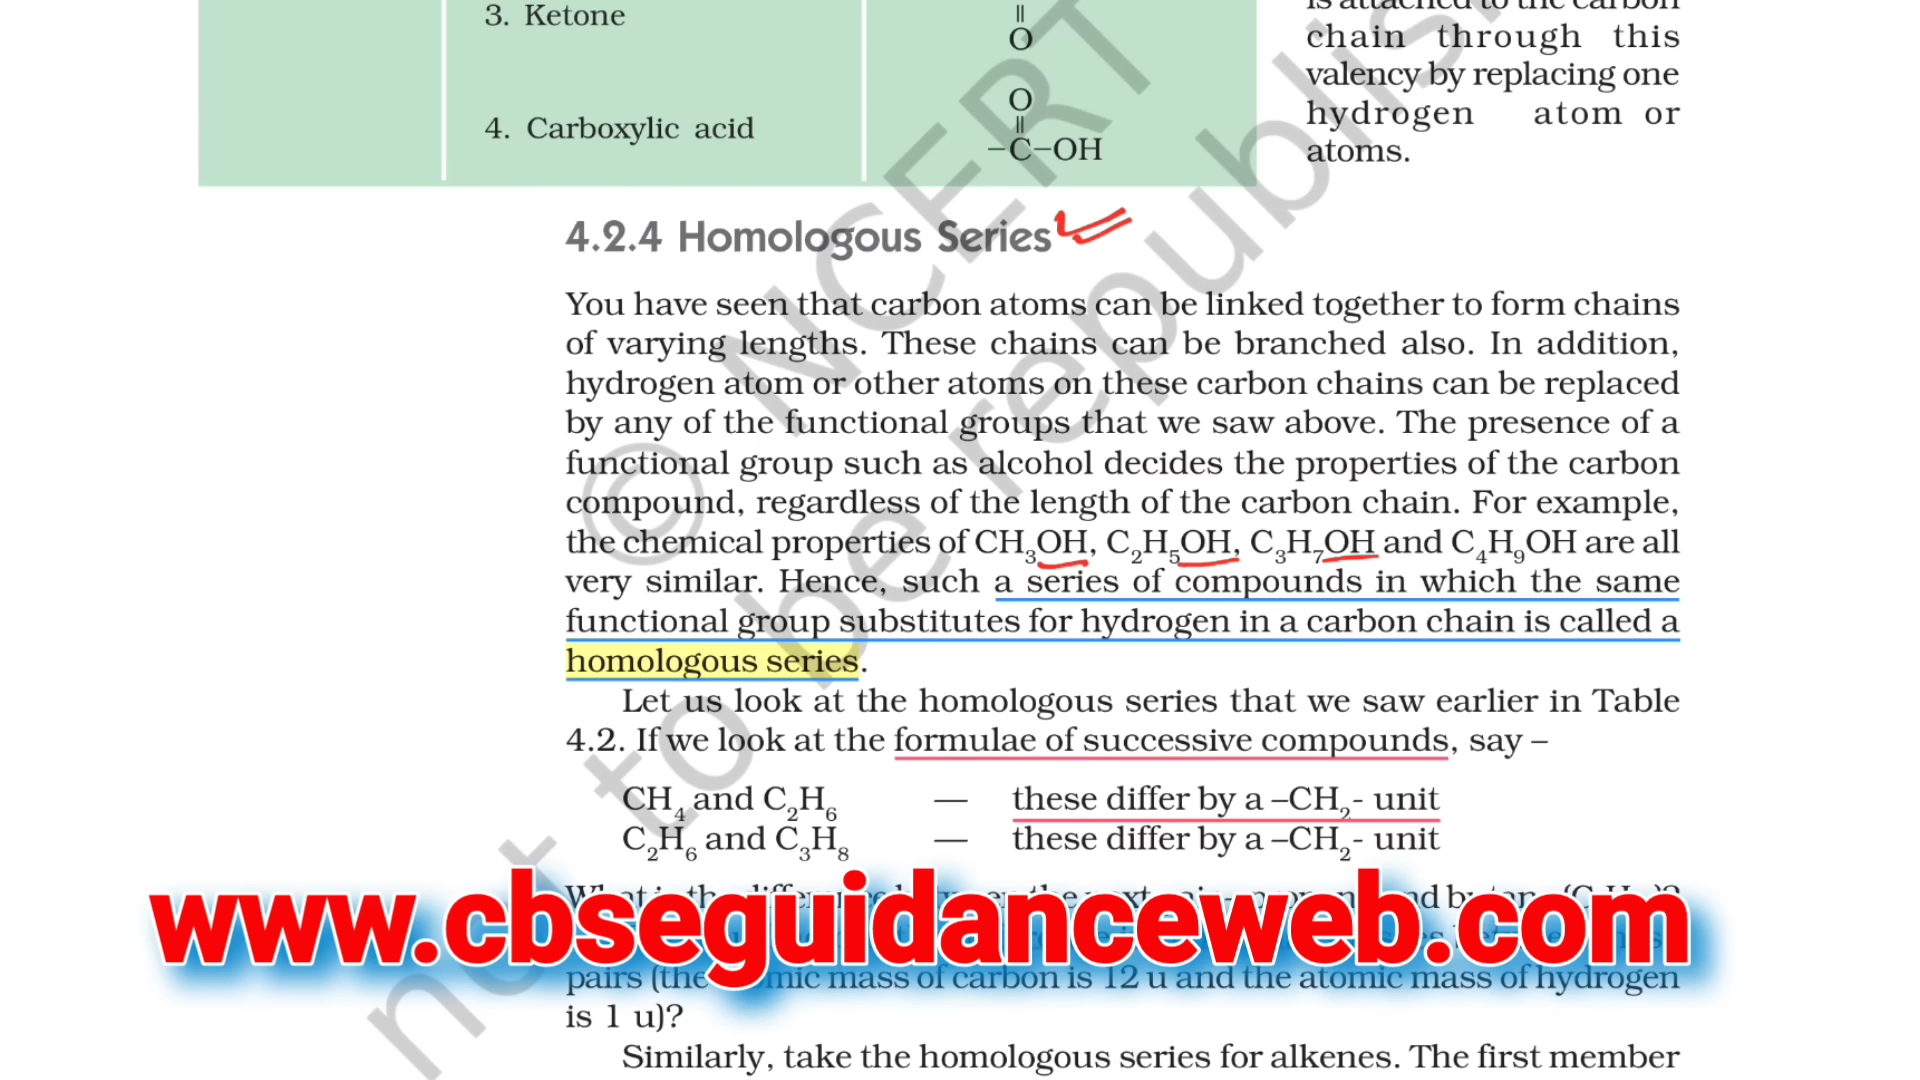 3. Ketone
||
O
is attached to the carbon
chain through this
valency by replacing one
hydrogen atom or
atoms.
O
||
4. Carboxylic acid
–C–OH
4.2.4 Homologous Series
You have seen that carbon atoms can be linked together to form chains
of varying lengths. These chains can be branched also. In addition,
hydrogen atom or other atoms on these carbon chains can be replaced
by any of the functional groups that we saw above. The presence of a
functional group such as alcohol decides the properties of the carbon
compound, regardless of the length of the carbon chain. For example,
the chemical properties of CH₃OH, C₂H₅OH, C₃H₇OH and C₄H₉OH are all
very similar. Hence, such a series of compounds in which the same
functional group substitutes for hydrogen in a carbon chain is called a
homologous series.
Let us look at the homologous series that we saw earlier in Table
4.2. If we look at the formulae of successive compounds, say –
CH₄ and C₂H₆ — these differ by a –CH₂- unit
C₂H₆ and C₃H₈ — these differ by a –CH₂- unit
www.cbseguidanceweb.com
pairs (the mass of carbon is 12 u and the atomic mass of hydrogen
is 1 u)?
Similarly, take the homologous series for alkenes. The first member
© NCERT
not to be republish